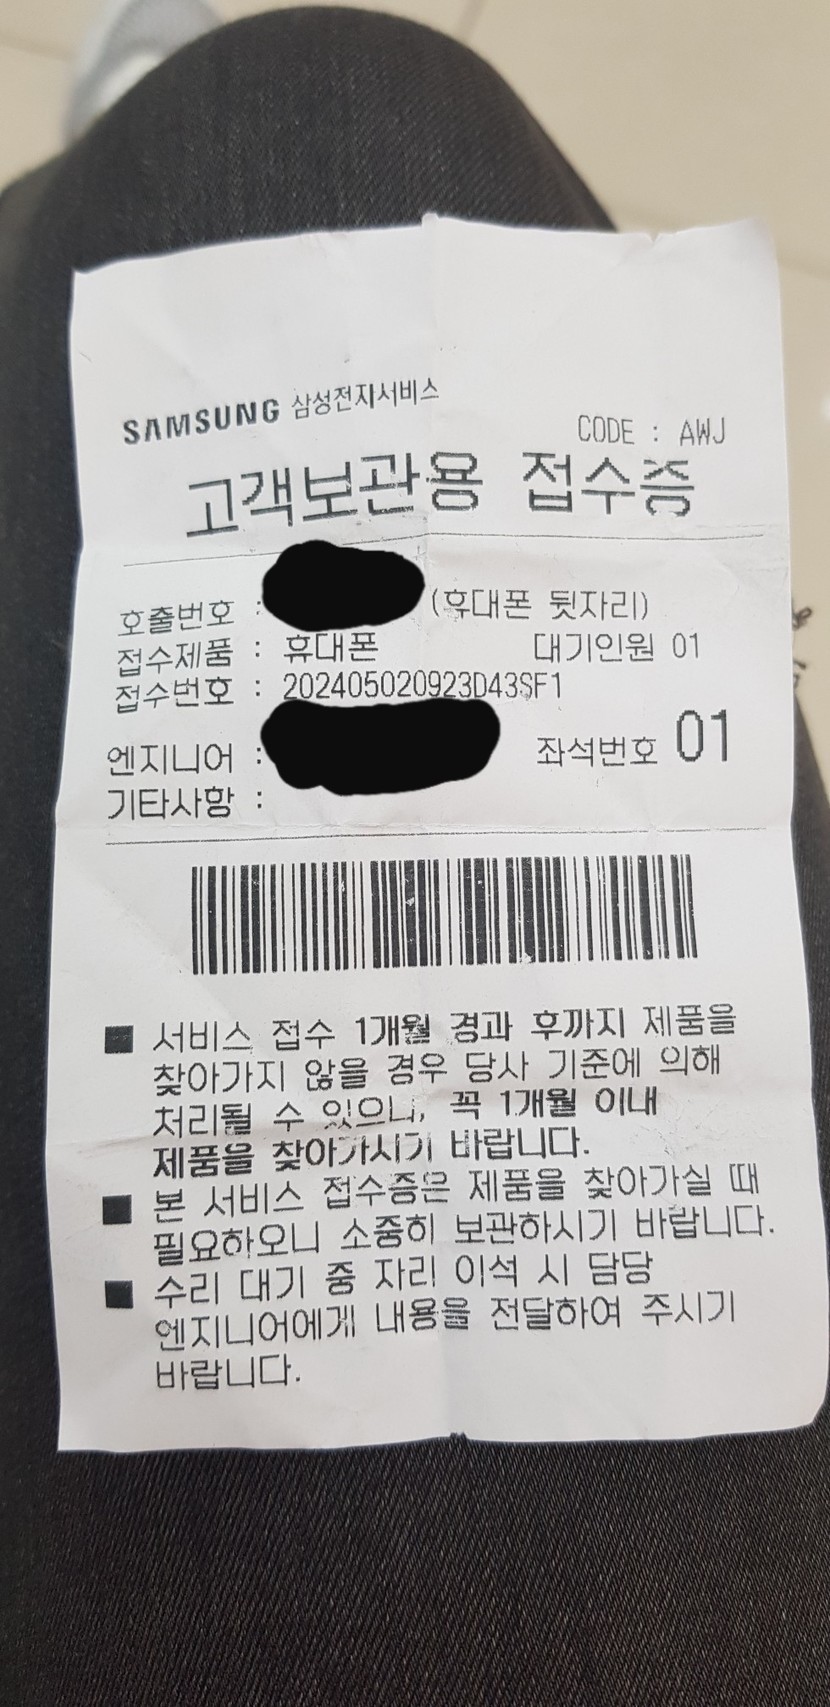 SAMSUNG 삼성전자서비스
CODE : AWJ
고객보관용 접수증
호출번호 : (휴대폰 뒷자리)
접수제품 : 휴대폰 대기인원 01
접수번호 : 202405020923D43SF1
엔지니어 : 좌석번호 01
기타사항 :
■ 서비스 접수 1개월 경과 후까지 제품을
찾아가지 않을 경우 당사 기준에 의해
처리될 수 있으니, 꼭 1개월 이내
제품을 찾아가시기 바랍니다.
■ 본 서비스 접수증은 제품을 찾아가실 때
필요하오니 소중히 보관하시기 바랍니다.
■ 수리 대기 중 자리 이석 시 담당
엔지니어에게 내용을 전달하여 주시기
바랍니다.